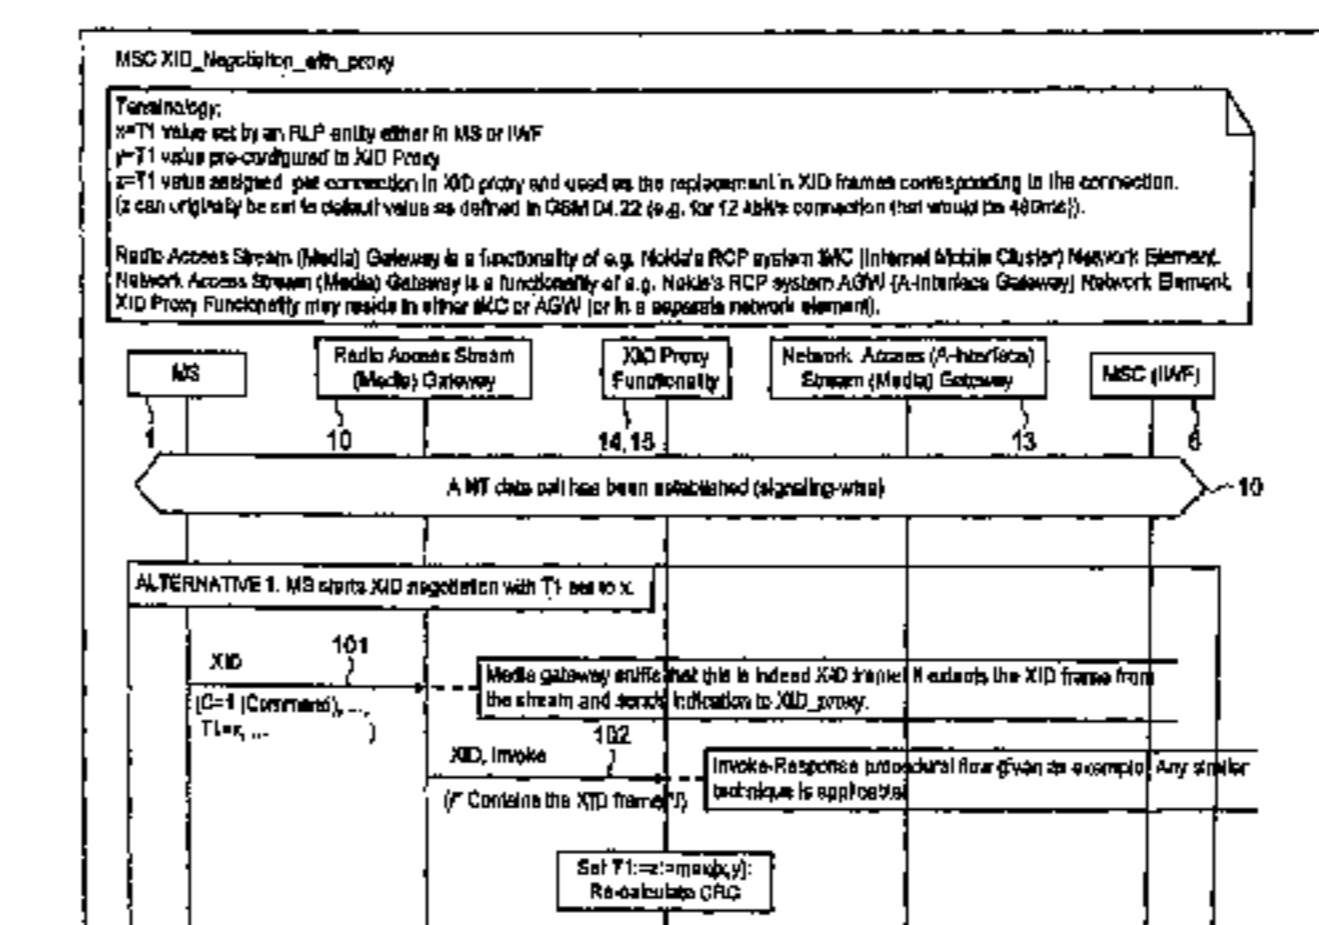 MSC XID_Negotiation_with_proxy
Terminology:
x=T1 value set by an RLP entity either in MS or IWF
y=T1 value pre-configured to XID Proxy
z=T1 value assigned per connection in XID proxy and used as the replacement in XID frames corresponding to the connection.
(z can originally be set to default value as defined in GSM 04.22 (e.g. for 12 kbit/s connection that would be 480ms)).
Radio Access Stream (Media) Gateway is a functionality of e.g. Nokia's RCP system IMC (Internet Mobile Cluster) Network Element.
Network Access Stream (Media) Gateway is a functionality of e.g. Nokia's RCP system AGW (A-Interface Gateway) Network Element.
XID Proxy Functionality may reside in either IMC or AGW (or in a separate network element).
MS
Radio Access Stream
(Media) Gateway
XID Proxy
Functionality
Network Access (A-Interface)
Stream (Media) Gateway
MSC (IWF)
1
10
14,15
13
6
A NT data call has been established (signaling-wise)
10
ALTERNATIVE 1. MS starts XID negotiation with T1 set to x.
XID
101
(C=1 (Command), ...,
T1=x, ... )
Media gateway sniffs that this is indeed XID frame. It extracts the XID frame from
the stream and sends indication to XID_proxy.
XID, Invoke
102
(/* Contains the XID frame */)
Invoke-Response procedural flow given as example. Any similar
technique is applicable
Set T1:=z:=max(x,y):
Re-calculate CRC